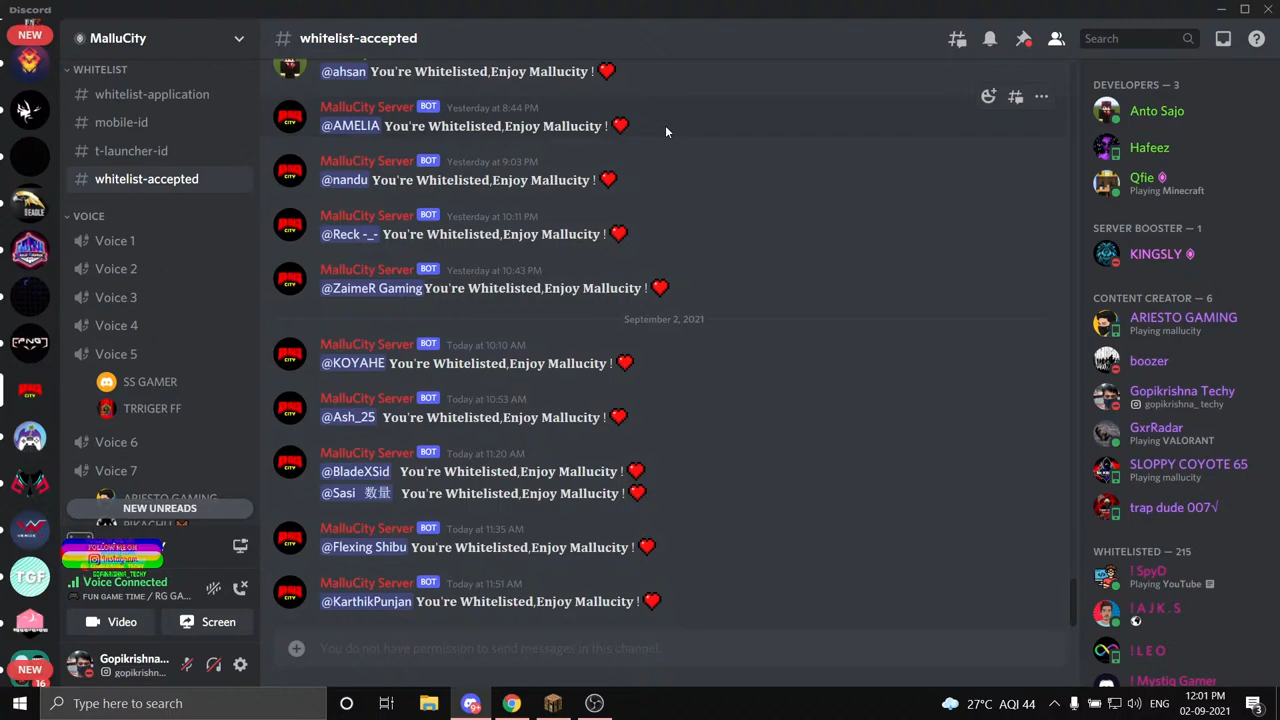 Discord
NEW
MalluCity
WHITELIST
whitelist-application
mobile-id
t-launcher-id
whitelist-accepted
VOICE
Voice 1
Voice 2
Voice 3
Voice 4
Voice 5
SS GAMER
TRRIGER FF
Voice 6
Voice 7
ARIESTO GAMING
NEW UNREADS
Instagram
GOPIKRISHNA_TECHY
Voice Connected
FUN GAME TIME / RG GA...
Video
Screen
Gopikrishna...
gopikrishn...
EAGLE
TGF
NEW
16
# whitelist-accepted
Search
@ahsan You're Whitelisted,Enjoy Mallucity ! ❤
MalluCity Server BOT Yesterday at 8:44 PM
@AMELIA You're Whitelisted,Enjoy Mallucity ! ❤
MalluCity Server BOT Yesterday at 9:03 PM
@nandu You're Whitelisted,Enjoy Mallucity ! ❤
MalluCity Server BOT Yesterday at 10:11 PM
@Reck -_- You're Whitelisted,Enjoy Mallucity ! ❤
MalluCity Server BOT Yesterday at 10:43 PM
@ZaimeR Gaming You're Whitelisted,Enjoy Mallucity ! ❤
September 2, 2021
MalluCity Server BOT Today at 10:10 AM
@KOYAHE You're Whitelisted,Enjoy Mallucity ! ❤
MalluCity Server BOT Today at 10:53 AM
@Ash_25 You're Whitelisted,Enjoy Mallucity ! ❤
MalluCity Server BOT Today at 11:20 AM
@BladeXSid You're Whitelisted,Enjoy Mallucity ! ❤
@Sasi 数量 You're Whitelisted,Enjoy Mallucity ! ❤
MalluCity Server BOT Today at 11:35 AM
@Flexing Shibu You're Whitelisted,Enjoy Mallucity ! ❤
MalluCity Server BOT Today at 11:51 AM
@KarthikPunjan You're Whitelisted,Enjoy Mallucity ! ❤
You do not have permission to send messages in this channel.
DEVELOPERS — 3
Anto Sajo
Hafeez
Qfie
Playing Minecraft
SERVER BOOSTER — 1
KINGSLY
CONTENT CREATOR — 6
ARIESTO GAMING
Playing mallucity
boozer
Gopikrishna Techy
gopikrishna_ techy
GxrRadar
Playing VALORANT
SLOPPY COYOTE 65
Playing mallucity
trap dude 007√
WHITELISTED — 215
! SpyD
Playing YouTube
! A J K . S
! L E O
! Mystiq Gamer
Type here to search
27°C AQI 44
ENG
12:01 PM
02-09-2021
3